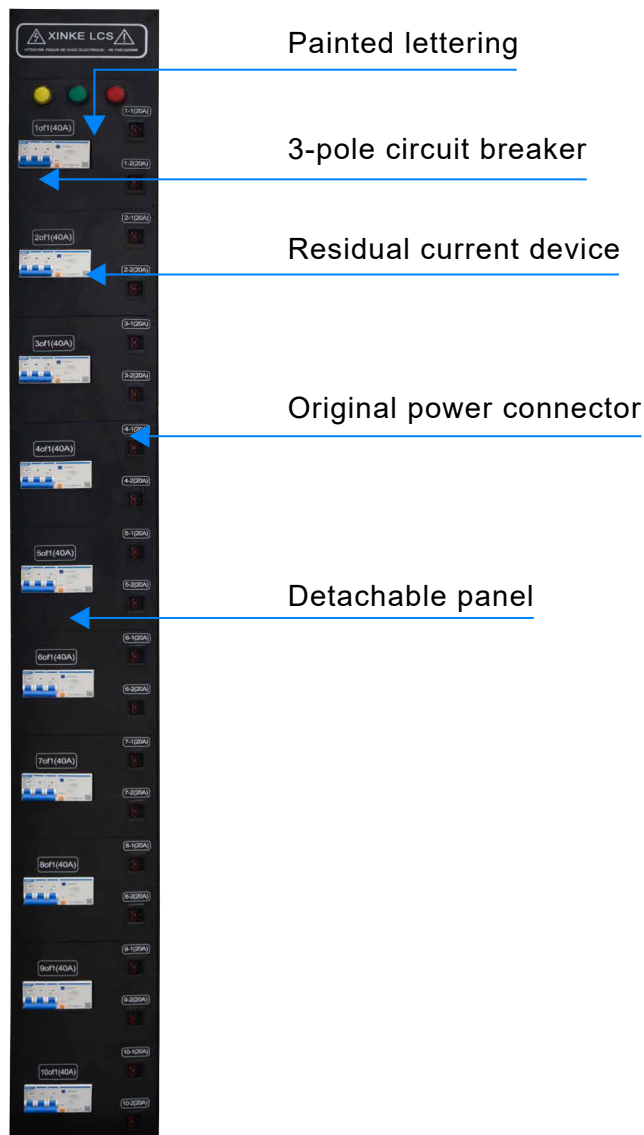 XINKE LCS
Painted lettering
1-1(20A)
1of1(40A)
3-pole circuit breaker
1-2(20A)
2-1(20A)
2of1(40A)
Residual current device
2-2(20A)
3-1(20A)
3of1(40A)
3-2(20A)
Original power connector
4-1(20A)
4of1(40A)
4-2(20A)
5-1(20A)
5of1(40A)
5-2(20A)
Detachable panel
6-1(20A)
6of1(40A)
6-2(20A)
7-1(20A)
7of1(40A)
7-2(20A)
8-1(20A)
8of1(40A)
8-2(20A)
9-1(20A)
9of1(40A)
9-2(20A)
10-1(20A)
10of1(40A)
10-2(20A)